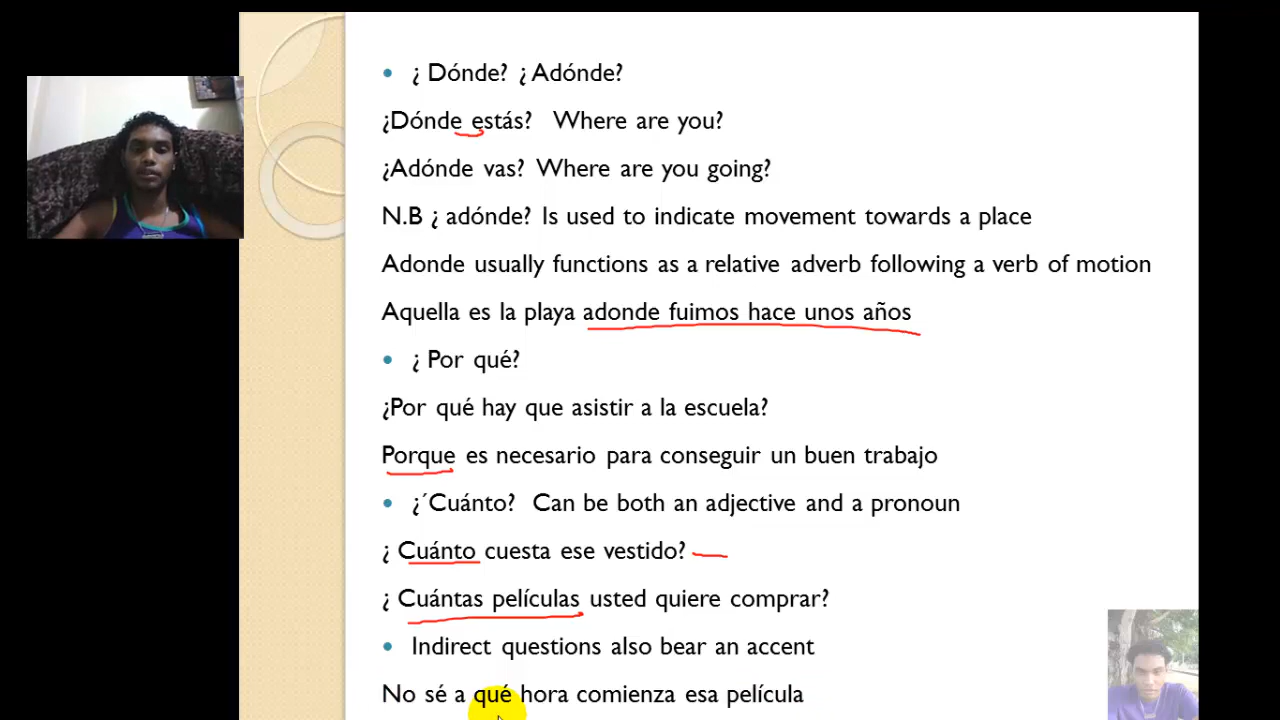 ¿ Dónde? ¿ Adónde?
¿Dónde estás? Where are you?
¿Adónde vas? Where are you going?
N.B ¿ adónde? Is used to indicate movement towards a place
Adonde usually functions as a relative adverb following a verb of motion
Aquella es la playa adonde fuimos hace unos años
¿ Por qué?
¿Por qué hay que asistir a la escuela?
Porque es necesario para conseguir un buen trabajo
¿´Cuánto? Can be both an adjective and a pronoun
¿ Cuánto cuesta ese vestido?
¿ Cuántas películas usted quiere comprar?
Indirect questions also bear an accent
No sé a qué hora comienza esa película